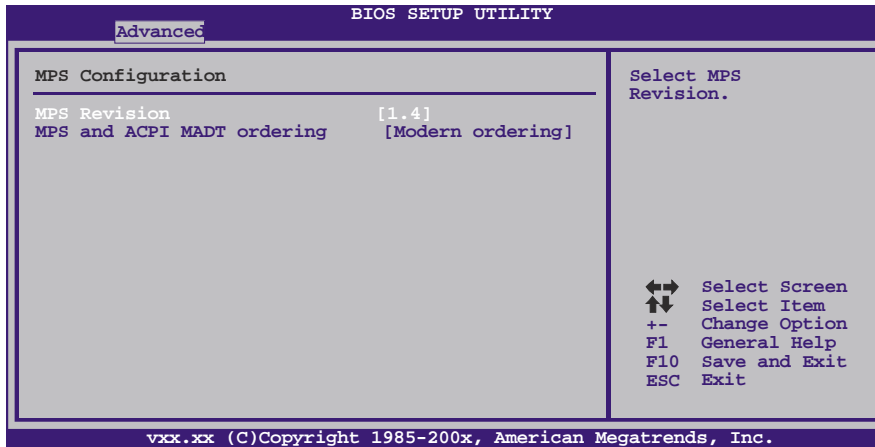 BIOS SETUP UTILITY
Advanced
MPS Configuration
MPS Revision [1.4]
MPS and ACPI MADT ordering [Modern ordering]
Select MPS
Revision.
Select Screen
Select Item
+- Change Option
F1 General Help
F10 Save and Exit
ESC Exit
vxx.xx (C)Copyright 1985-200x, American Megatrends, Inc.